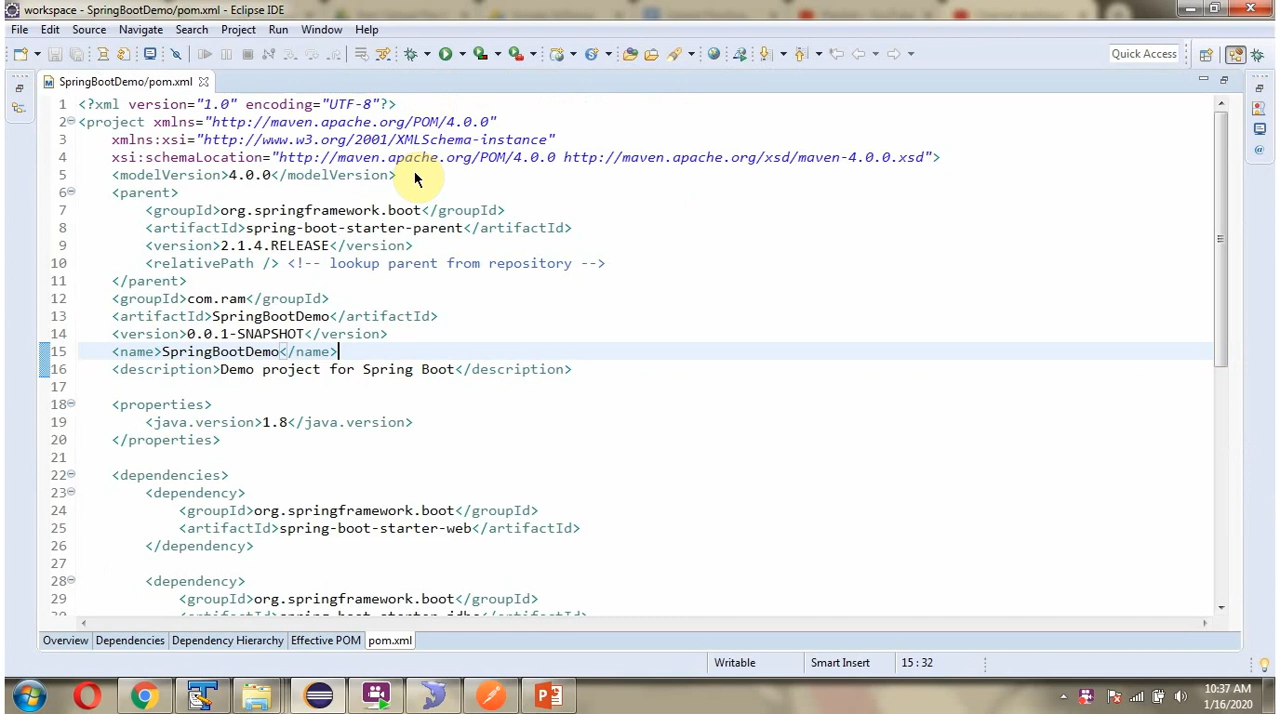 workspace - SpringBootDemo/pom.xml - Eclipse IDE
File Edit Source Navigate Search Project Run Window Help
Quick Access
SpringBootDemo/pom.xml
1 <?xml version="1.0" encoding="UTF-8"?>
2 <project xmlns="http://maven.apache.org/POM/4.0.0"
3 xmlns:xsi="http://www.w3.org/2001/XMLSchema-instance"
4 xsi:schemaLocation="http://maven.apache.org/POM/4.0.0 http://maven.apache.org/xsd/maven-4.0.0.xsd">
5 <modelVersion>4.0.0</modelVersion>
6 <parent>
7 <groupId>org.springframework.boot</groupId>
8 <artifactId>spring-boot-starter-parent</artifactId>
9 <version>2.1.4.RELEASE</version>
10 <relativePath /> <!-- lookup parent from repository -->
11 </parent>
12 <groupId>com.ram</groupId>
13 <artifactId>SpringBootDemo</artifactId>
14 <version>0.0.1-SNAPSHOT</version>
15 <name>SpringBootDemo</name>
16 <description>Demo project for Spring Boot</description>
17
18 <properties>
19 <java.version>1.8</java.version>
20 </properties>
21
22 <dependencies>
23 <dependency>
24 <groupId>org.springframework.boot</groupId>
25 <artifactId>spring-boot-starter-web</artifactId>
26 </dependency>
27
28 <dependency>
29 <groupId>org.springframework.boot</groupId>
Overview Dependencies Dependency Hierarchy Effective POM pom.xml
Writable Smart Insert 15 : 32
10:37 AM
1/16/2020